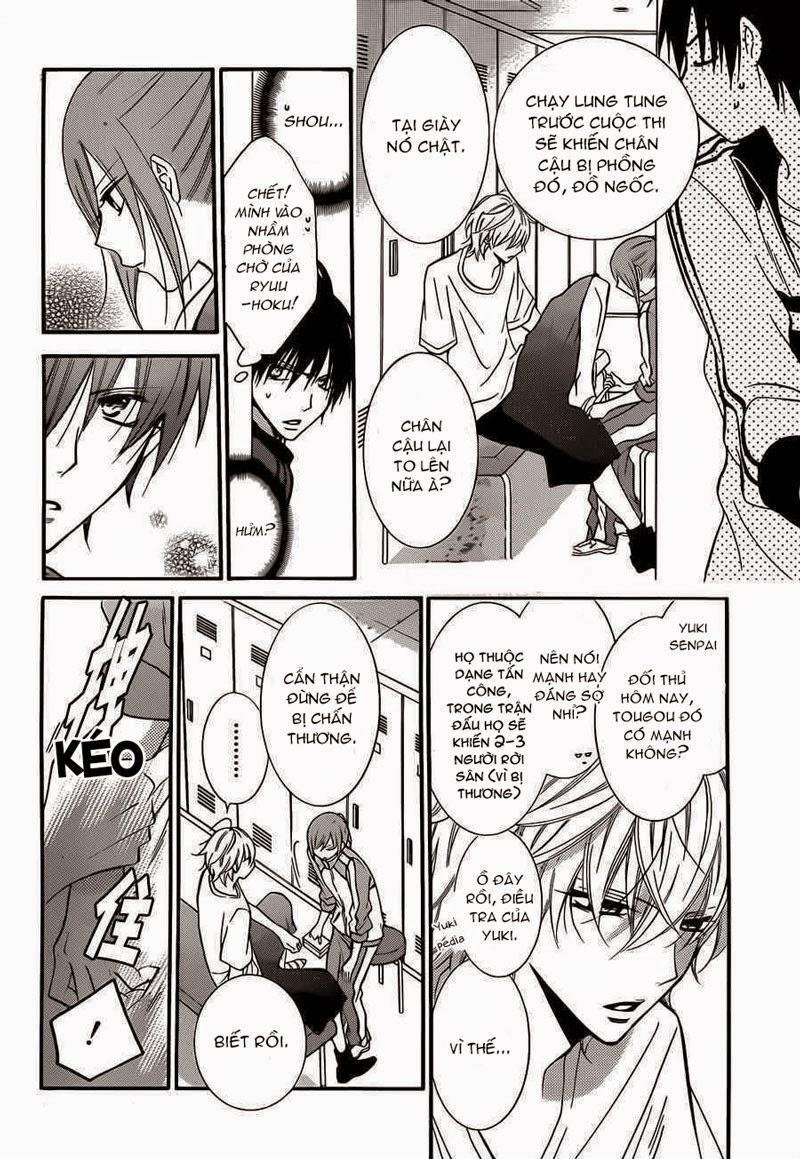 CHẠY LUNG TUNG
TRƯỚC CUỘC THI
SẼ KHIẾN CHÂN
CẬU BỊ PHỒNG
ĐÓ, ĐỒ NGỐC.
TẠI GIÀY
NÓ CHẬT.
CHÂN
CẬU LẠI
TO LÊN
NỮA À?
SHOU...
CHẾT!
MÌNH VÀO
NHẦM
PHÒNG
CHỜ CỦA
RYUU
-HOKU!
HỬM?
YUKI
SENPAI
ĐỐI THỦ
HÔM NAY,
TOUGOU ĐÓ
CÓ MẠNH
KHÔNG?
NÊN NÓI
MẠNH HAY
ĐÁNG SỢ
NHỈ?
HỌ THUỘC
DẠNG TẤN
CÔNG,
TRONG TRẬN
ĐẤU HỌ SẼ
KHIẾN 2-3
NGƯỜI RỜI
SÂN (VÌ BỊ
THƯƠNG)
Ồ ĐÂY
RỒI, ĐIỀU
TRA CỦA
YUKI.
Yuki
pédia
VÌ THẾ...
CẨN THẬN
ĐỪNG ĐỂ
BỊ CHẤN
THƯƠNG.
.........
BIẾT RỒI.
KÉO
!